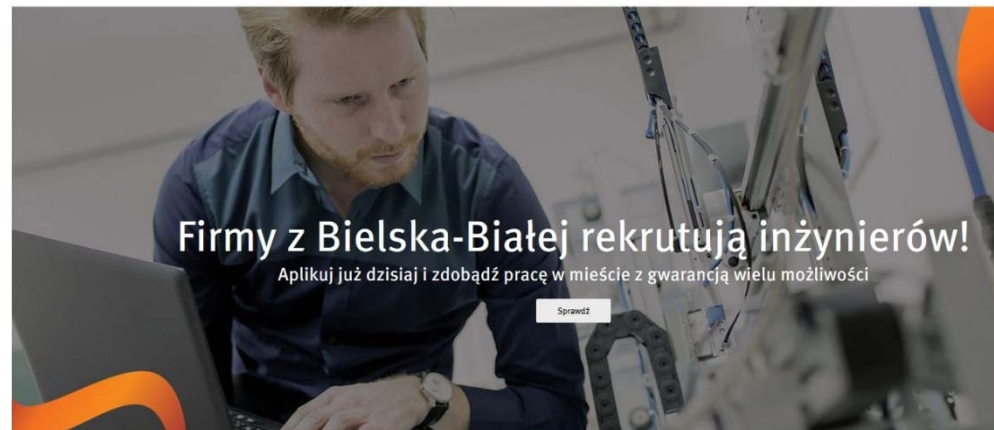 Firmy z Bielska-Białej rekrutują inżynierów!
Aplikuj już dzisiaj i zdobądź pracę w mieście z gwarancją wielu możliwości
Sprawdź